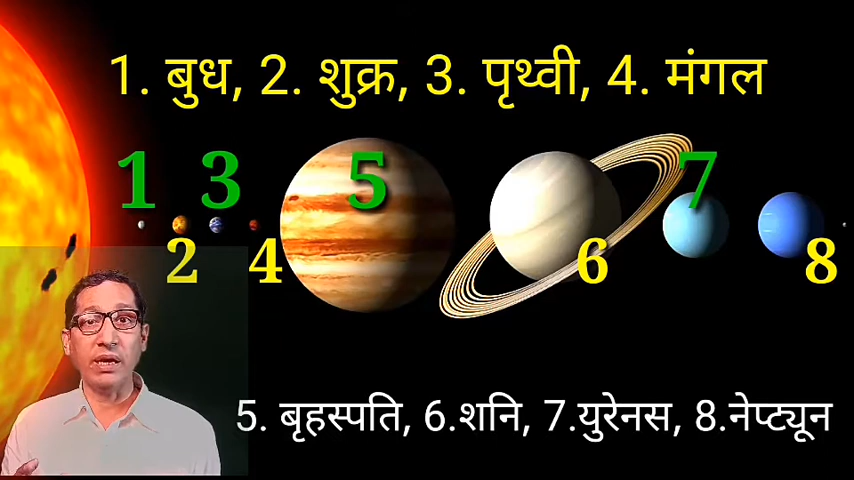 1. बुध, 2. शुक्र, 3. पृथ्वी, 4. मंगल
1 3 5 7
2 4 6 8
5. बृहस्पति, 6.शनि, 7.युरेनस, 8.नेप्ट्यून